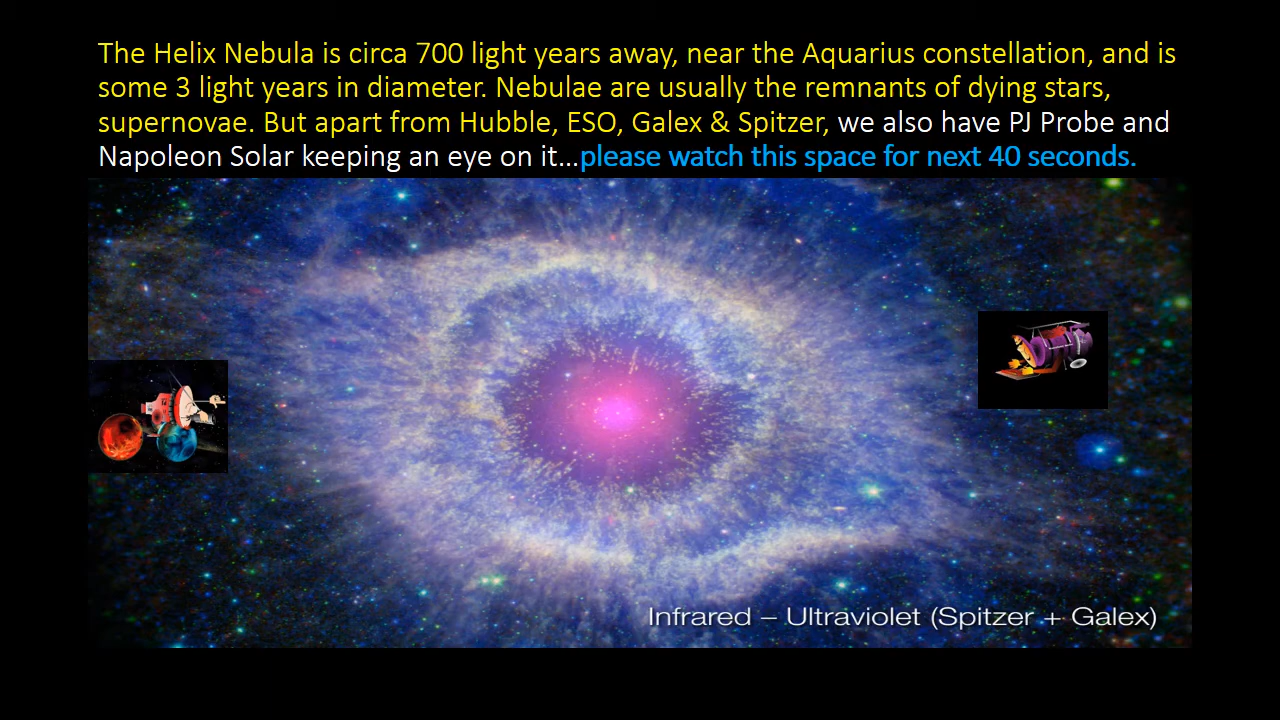 The Helix Nebula is circa 700 light years away, near the Aquarius constellation, and is
some 3 light years in diameter. Nebulae are usually the remnants of dying stars,
supernovae. But apart from Hubble, ESO, Galex & Spitzer, we also have PJ Probe and
Napoleon Solar keeping an eye on it...please watch this space for next 40 seconds.
Infrared – Ultraviolet (Spitzer + Galex)